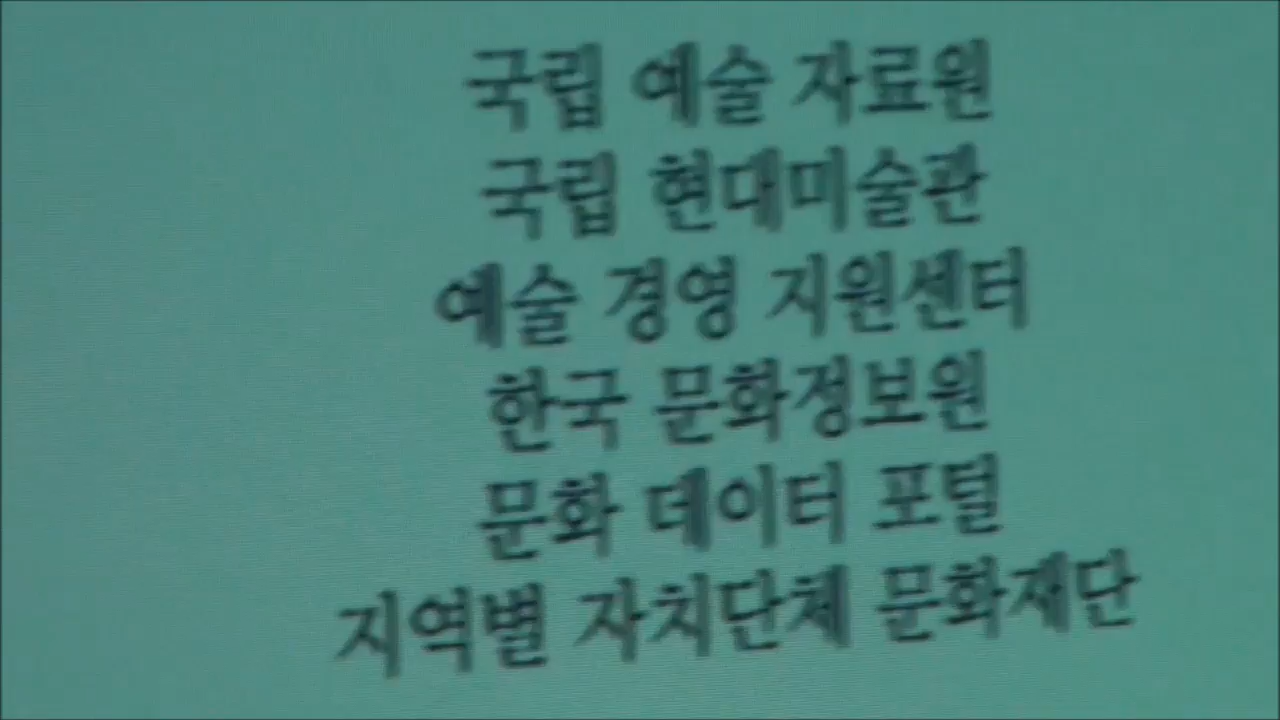 국립 예술 자료원
국립 현대미술관
예술 경영 지원센터
한국 문화정보원
문화 데이터 포털
지역별 자치단체 문화재단